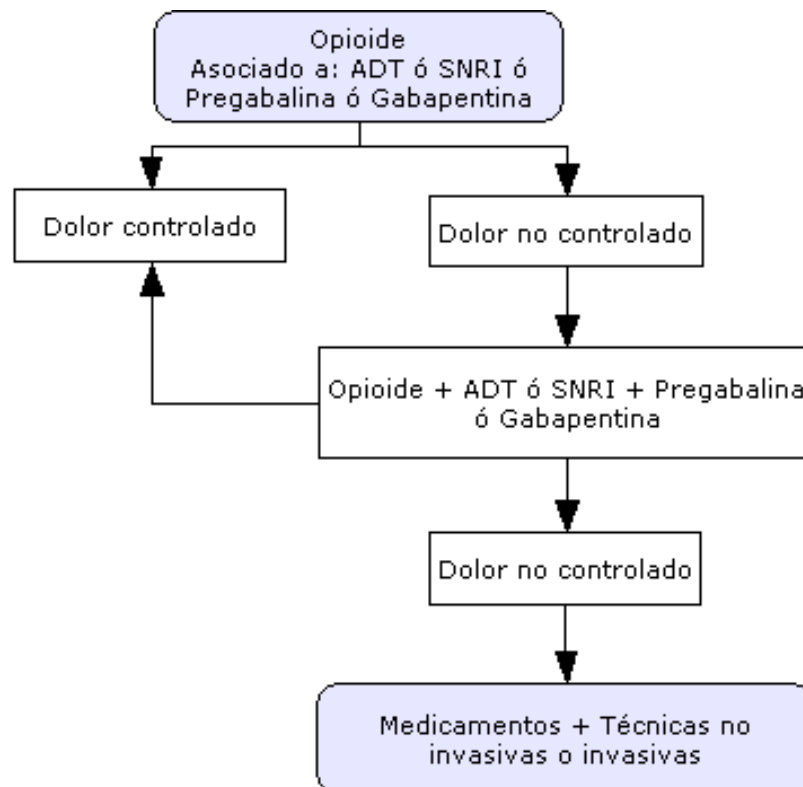 Opioide
Asociado a: ADT ó SNRI ó
Pregabalina ó Gabapentina
Dolor controlado
Dolor no controlado
Opioide + ADT ó SNRI + Pregabalina
ó Gabapentina
Dolor no controlado
Medicamentos + Técnicas no
invasivas o invasivas